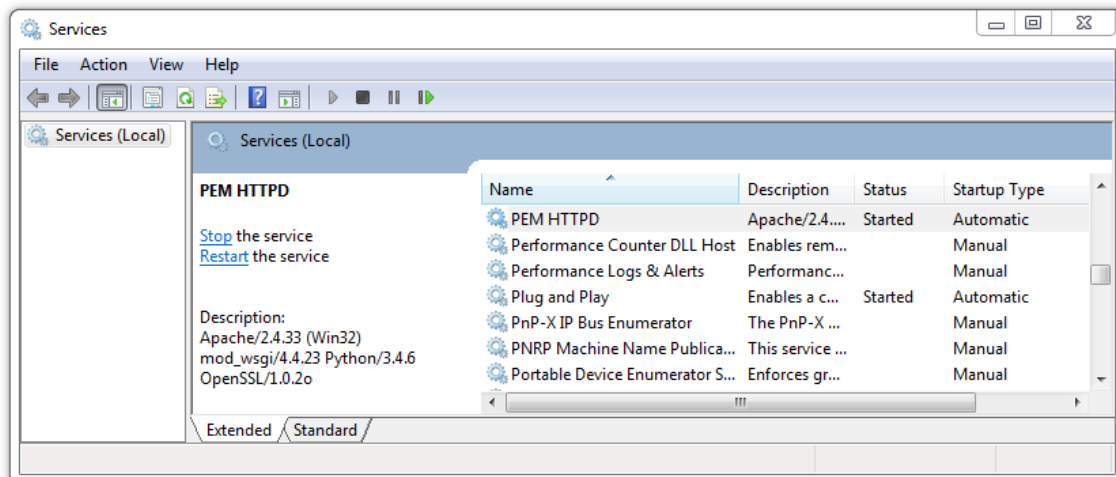 Services
File Action View Help
Services (Local)
Services (Local)
PEM HTTPD
Stop the service
Restart the service
Description:
Apache/2.4.33 (Win32)
mod_wsgi/4.4.23 Python/3.4.6
OpenSSL/1.0.2o
Name Description Status Startup Type
PEM HTTPD Apache/2.4.... Started Automatic
Performance Counter DLL Host Enables rem... Manual
Performance Logs & Alerts Performanc... Manual
Plug and Play Enables a c... Started Automatic
PnP-X IP Bus Enumerator The PnP-X ... Manual
PNRP Machine Name Publica... This service ... Manual
Portable Device Enumerator S... Enforces gr... Manual
Extended Standard